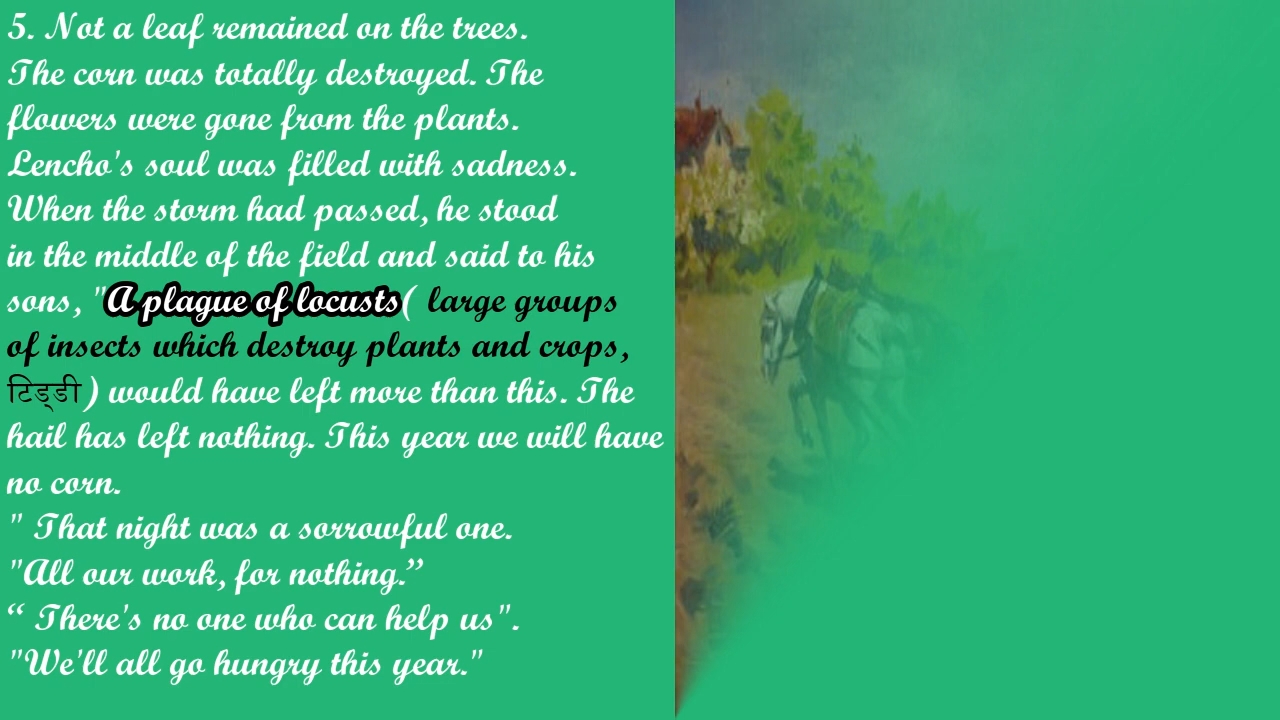 5. Not a leaf remained on the trees.
The corn was totally destroyed. The
flowers were gone from the plants.
Lencho's soul was filled with sadness.
When the storm had passed, he stood
in the middle of the field and said to his
sons, "A plague of locusts( large groups
of insects which destroy plants and crops,
टिड्डी ) would have left more than this. The
hail has left nothing. This year we will have
no corn.
" That night was a sorrowful one.
"All our work, for nothing.”
“ There's no one who can help us".
"We'll all go hungry this year."